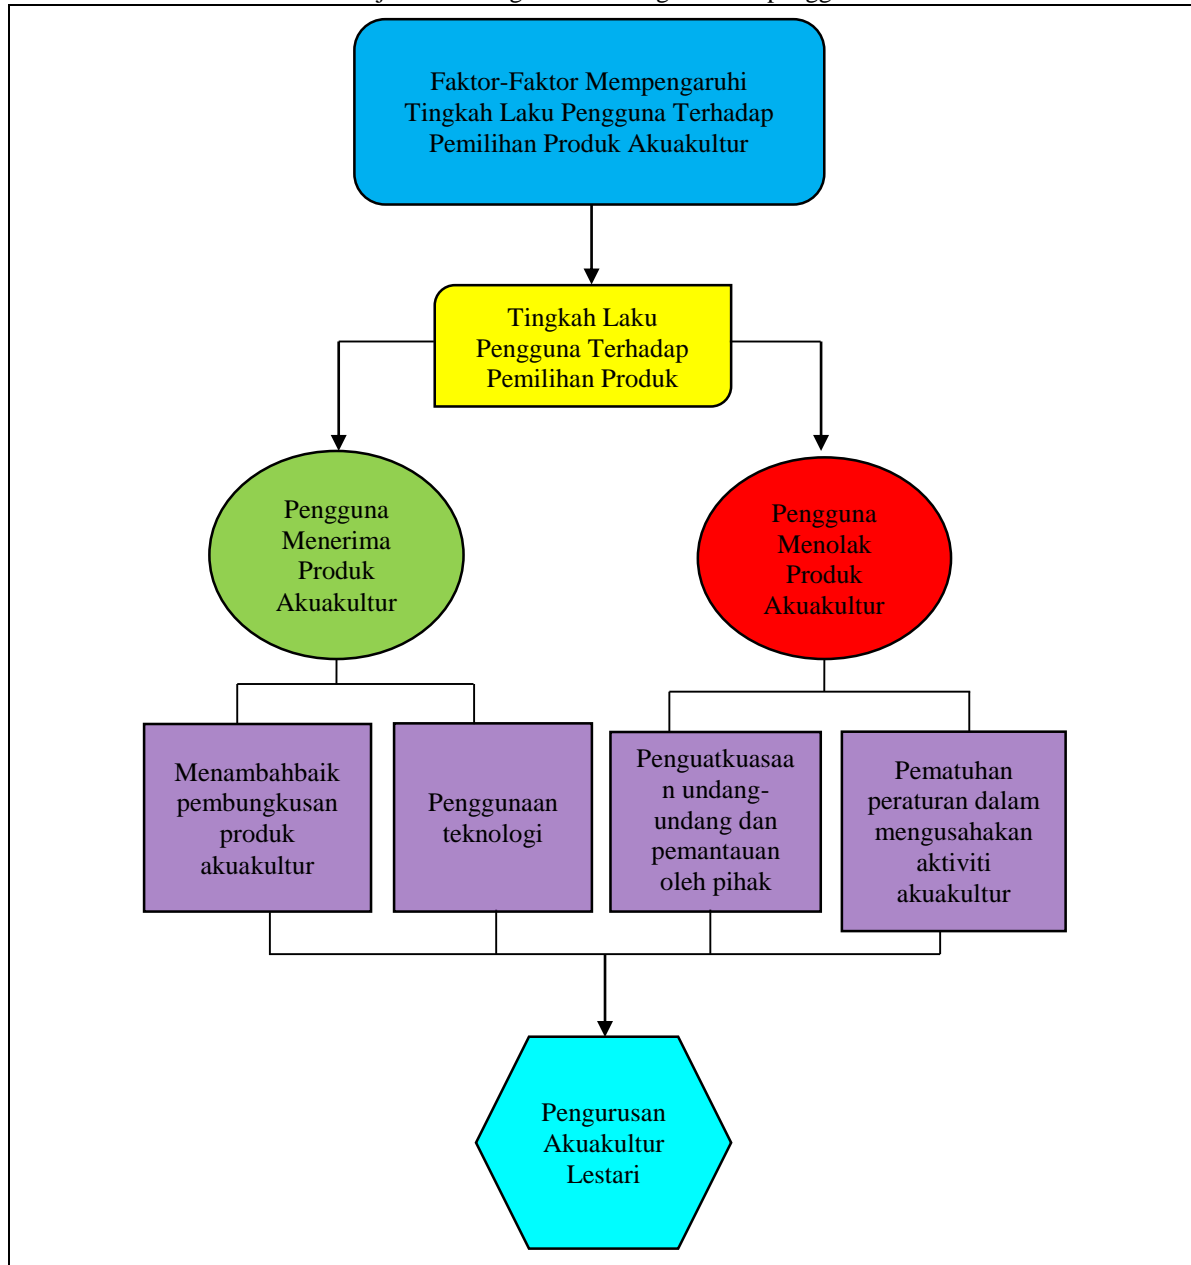 Faktor-Faktor Mempengaruhi
Tingkah Laku Pengguna Terhadap
Pemilihan Produk Akuakultur
Tingkah Laku
Pengguna Terhadap
Pemilihan Produk
Pengguna
Menerima
Produk
Akuakultur
Pengguna
Menolak
Produk
Akuakultur
Menambahbaik
pembungkusan
produk
akuakultur
Penggunaan
teknologi
Penguatkuasaa
n undang-
undang dan
pemantauan
oleh pihak
Pematuhan
peraturan dalam
mengusahakan
aktiviti
akuakultur
Pengurusan
Akuakultur
Lestari